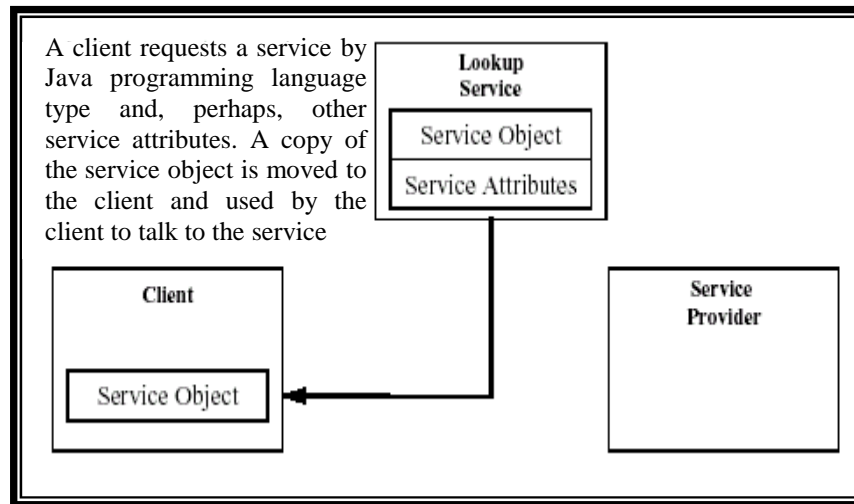 A client requests a service by
Java programming language
type and, perhaps, other
service attributes. A copy of
the service object is moved to
the client and used by the
client to talk to the service
Lookup
Service
Service Object
Service Attributes
Client
Service Object
Service
Provider